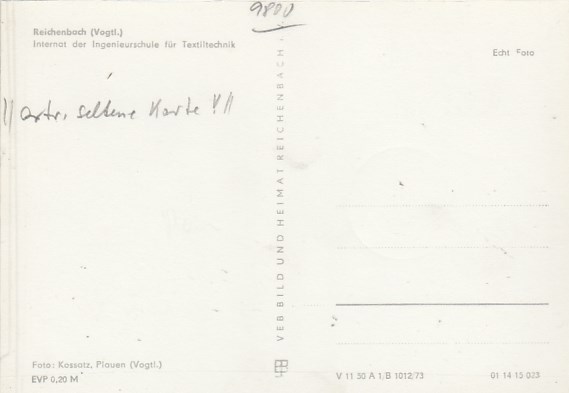 9800
Reichenbach (Vogtl.)
Internat der Ingenieurschule für Textiltechnik
Echt Foto
!! extr. seltene Karte !!!
VEB BILD UND HEIMAT REICHENBACH i.
Foto: Kossatz, Plauen (Vogtl.)
EVP 0,20 M
V 11 50 A 1/B 1012/73
01 14 15 023